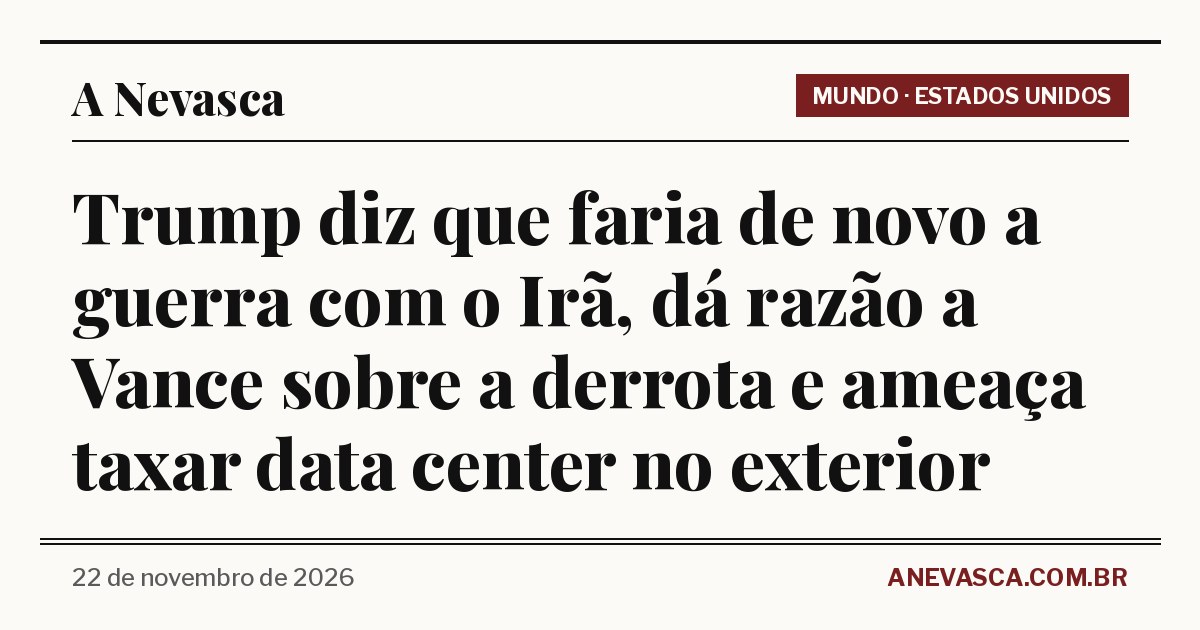 A Nevasca
MUNDO · ESTADOS UNIDOS
Trump diz que faria de novo a
guerra com o Irã, dá razão a
Vance sobre a derrota e ameaça
taxar data center no exterior
22 de novembro de 2026
ANEVASCA.COM.BR